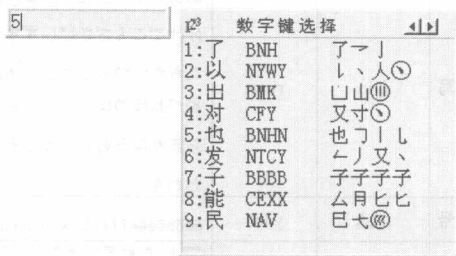 5
数字键选择
1:了 BNH 了乛亅
2:以 NYWY 丶人
3:出 BMK 凵山
4:对 CFY 又寸
5:也 BNHN 也㇆丨乚
6:发 NTCY 丿又丶
7:子 BBBB 子子子子
8:能 CEXX 厶月匕匕
9:民 NAV 巳七